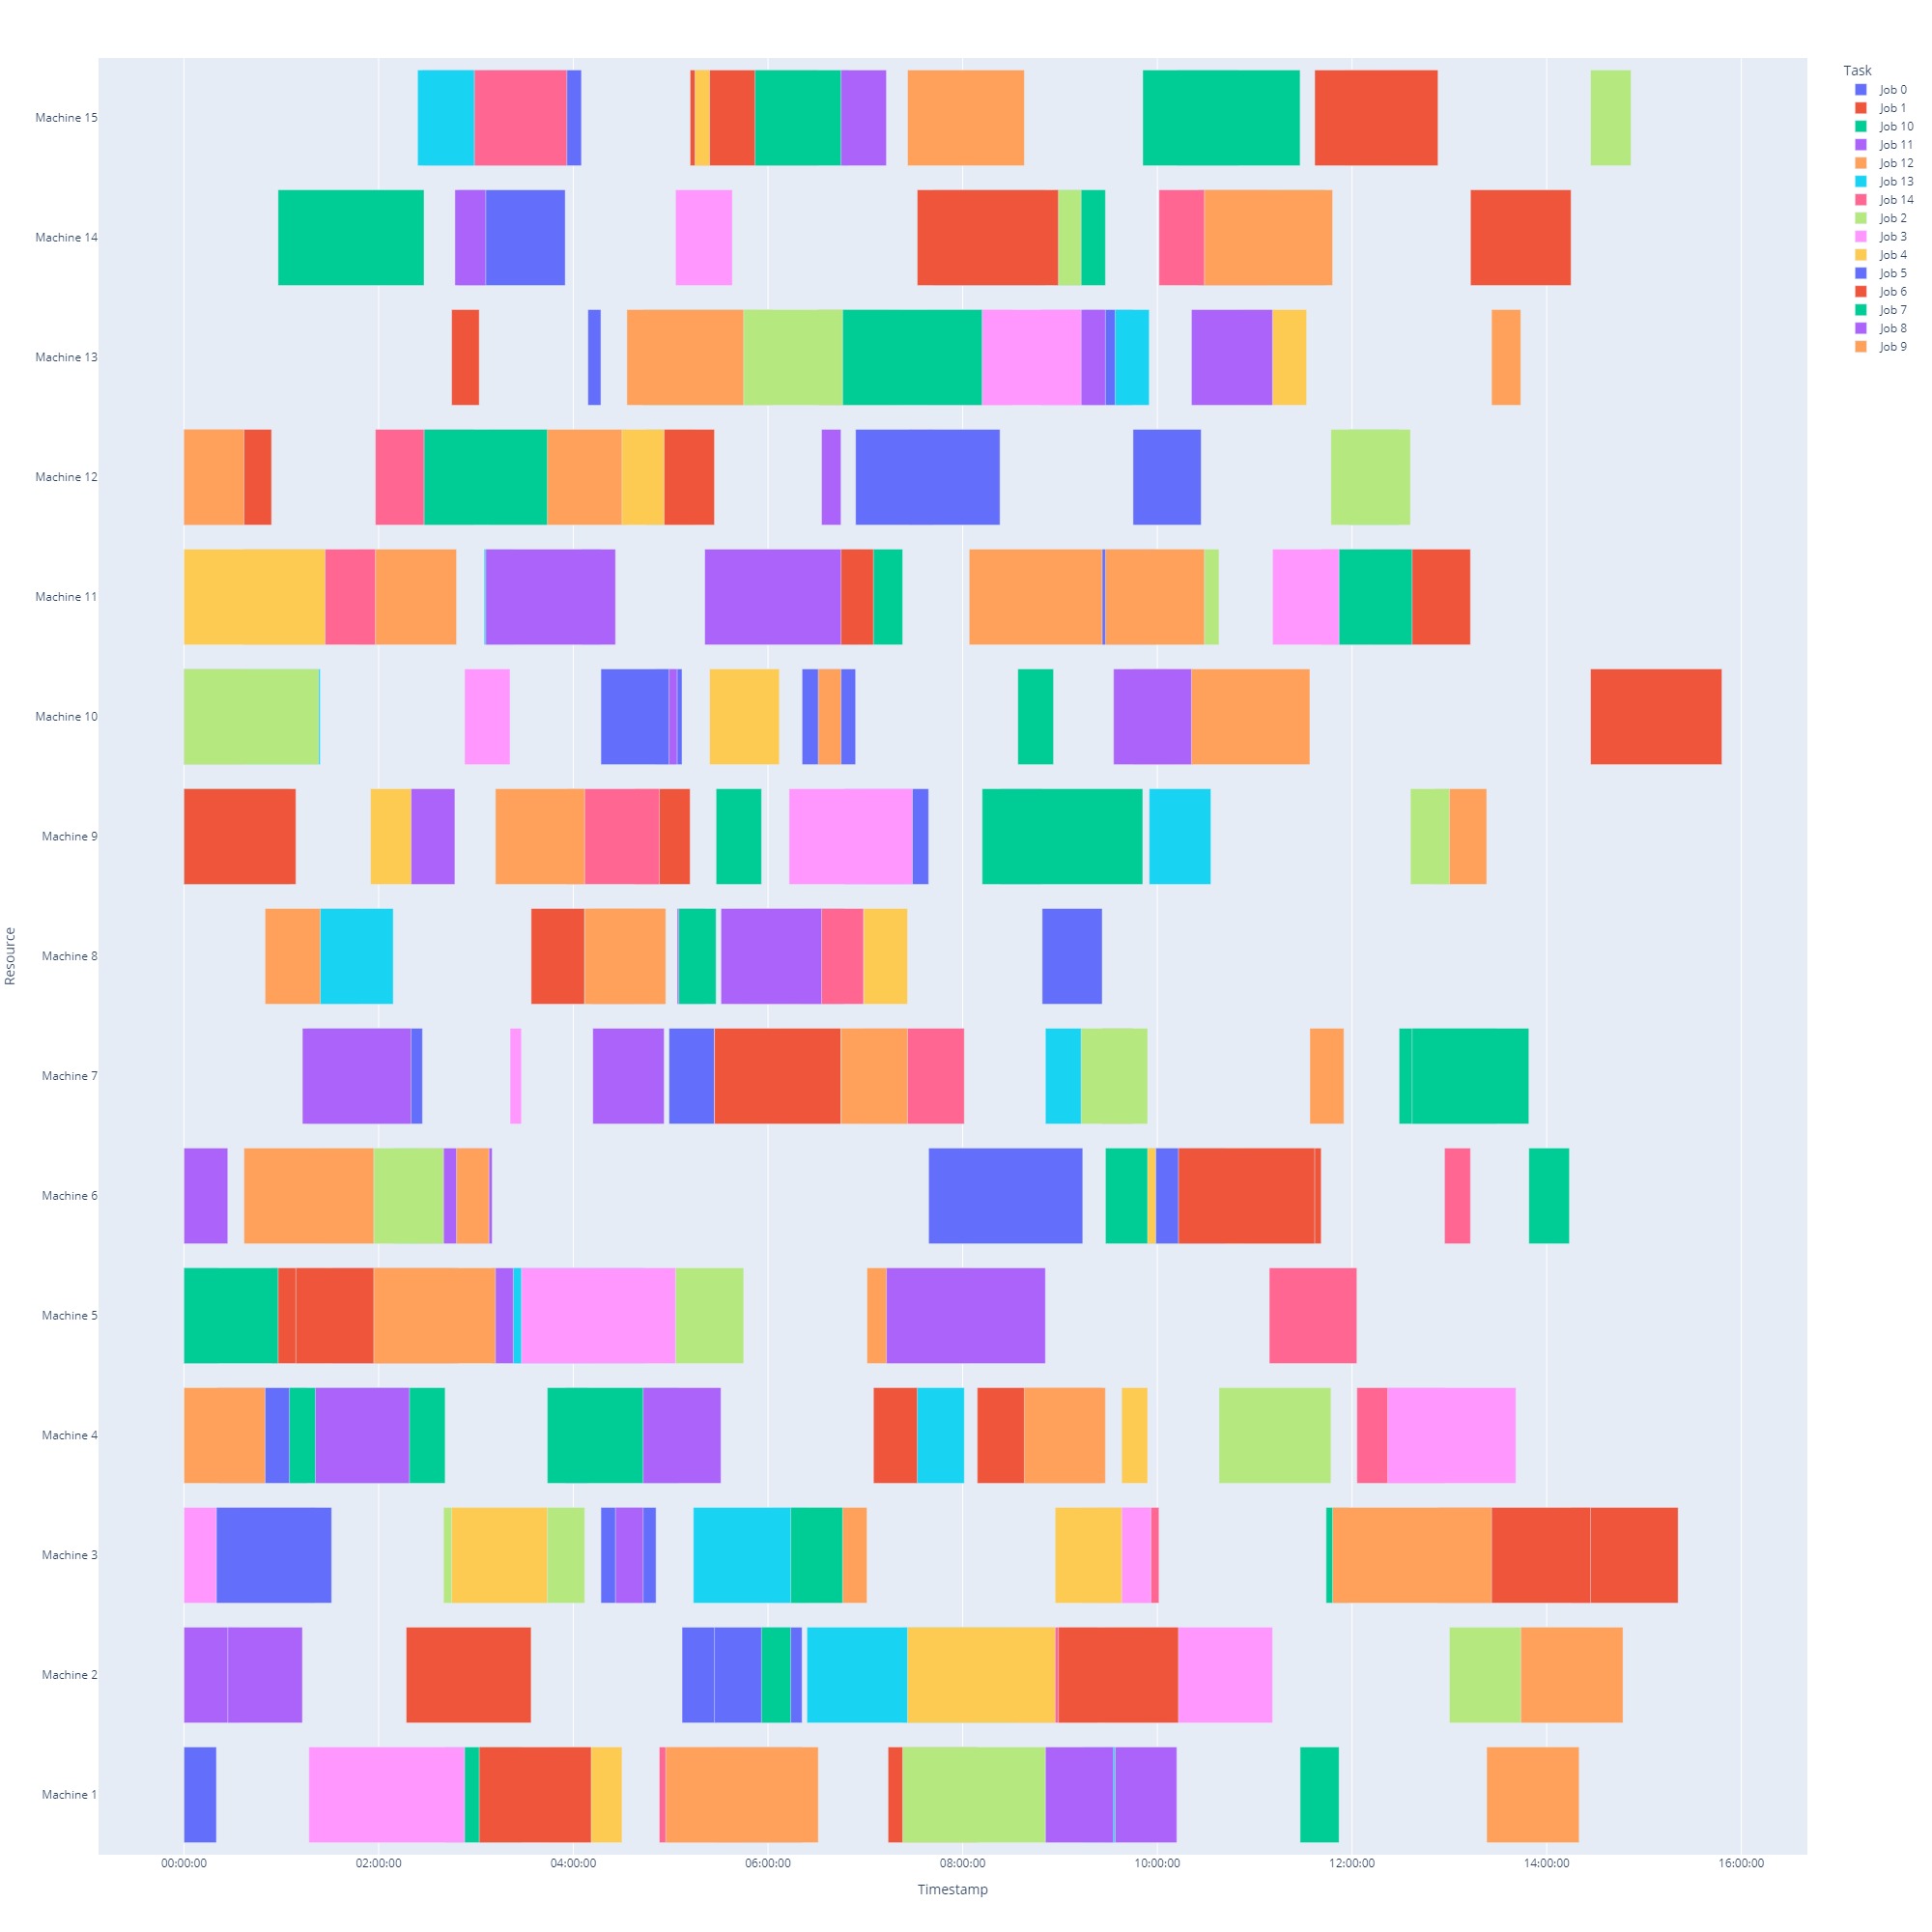 Task
Job 0
Job 1
Job 10
Job 11
Job 12
Job 13
Job 14
Job 2
Job 3
Job 4
Job 5
Job 6
Job 7
Job 8
Job 9
Resource
Machine 15
Machine 14
Machine 13
Machine 12
Machine 11
Machine 10
Machine 9
Machine 8
Machine 7
Machine 6
Machine 5
Machine 4
Machine 3
Machine 2
Machine 1
00:00:00 02:00:00 04:00:00 06:00:00 08:00:00 10:00:00 12:00:00 14:00:00 16:00:00
Timestamp